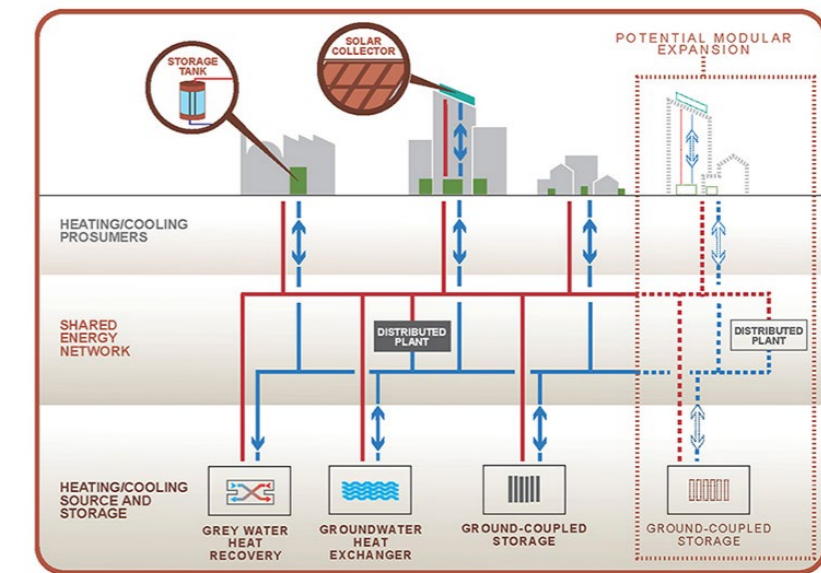 POTENTIAL MODULAR
EXPANSION
SOLAR
COLLECTOR
STORAGE
TANK
HEATING/COOLING
PROSUMERS
SHARED
ENERGY
NETWORK
DISTRIBUTED
PLANT
DISTRIBUTED
PLANT
HEATING/COOLING
SOURCE AND
STORAGE
GREY WATER
HEAT
RECOVERY
GROUNDWATER
HEAT
EXCHANGER
GROUND-COUPLED
STORAGE
GROUND-COUPLED
STORAGE